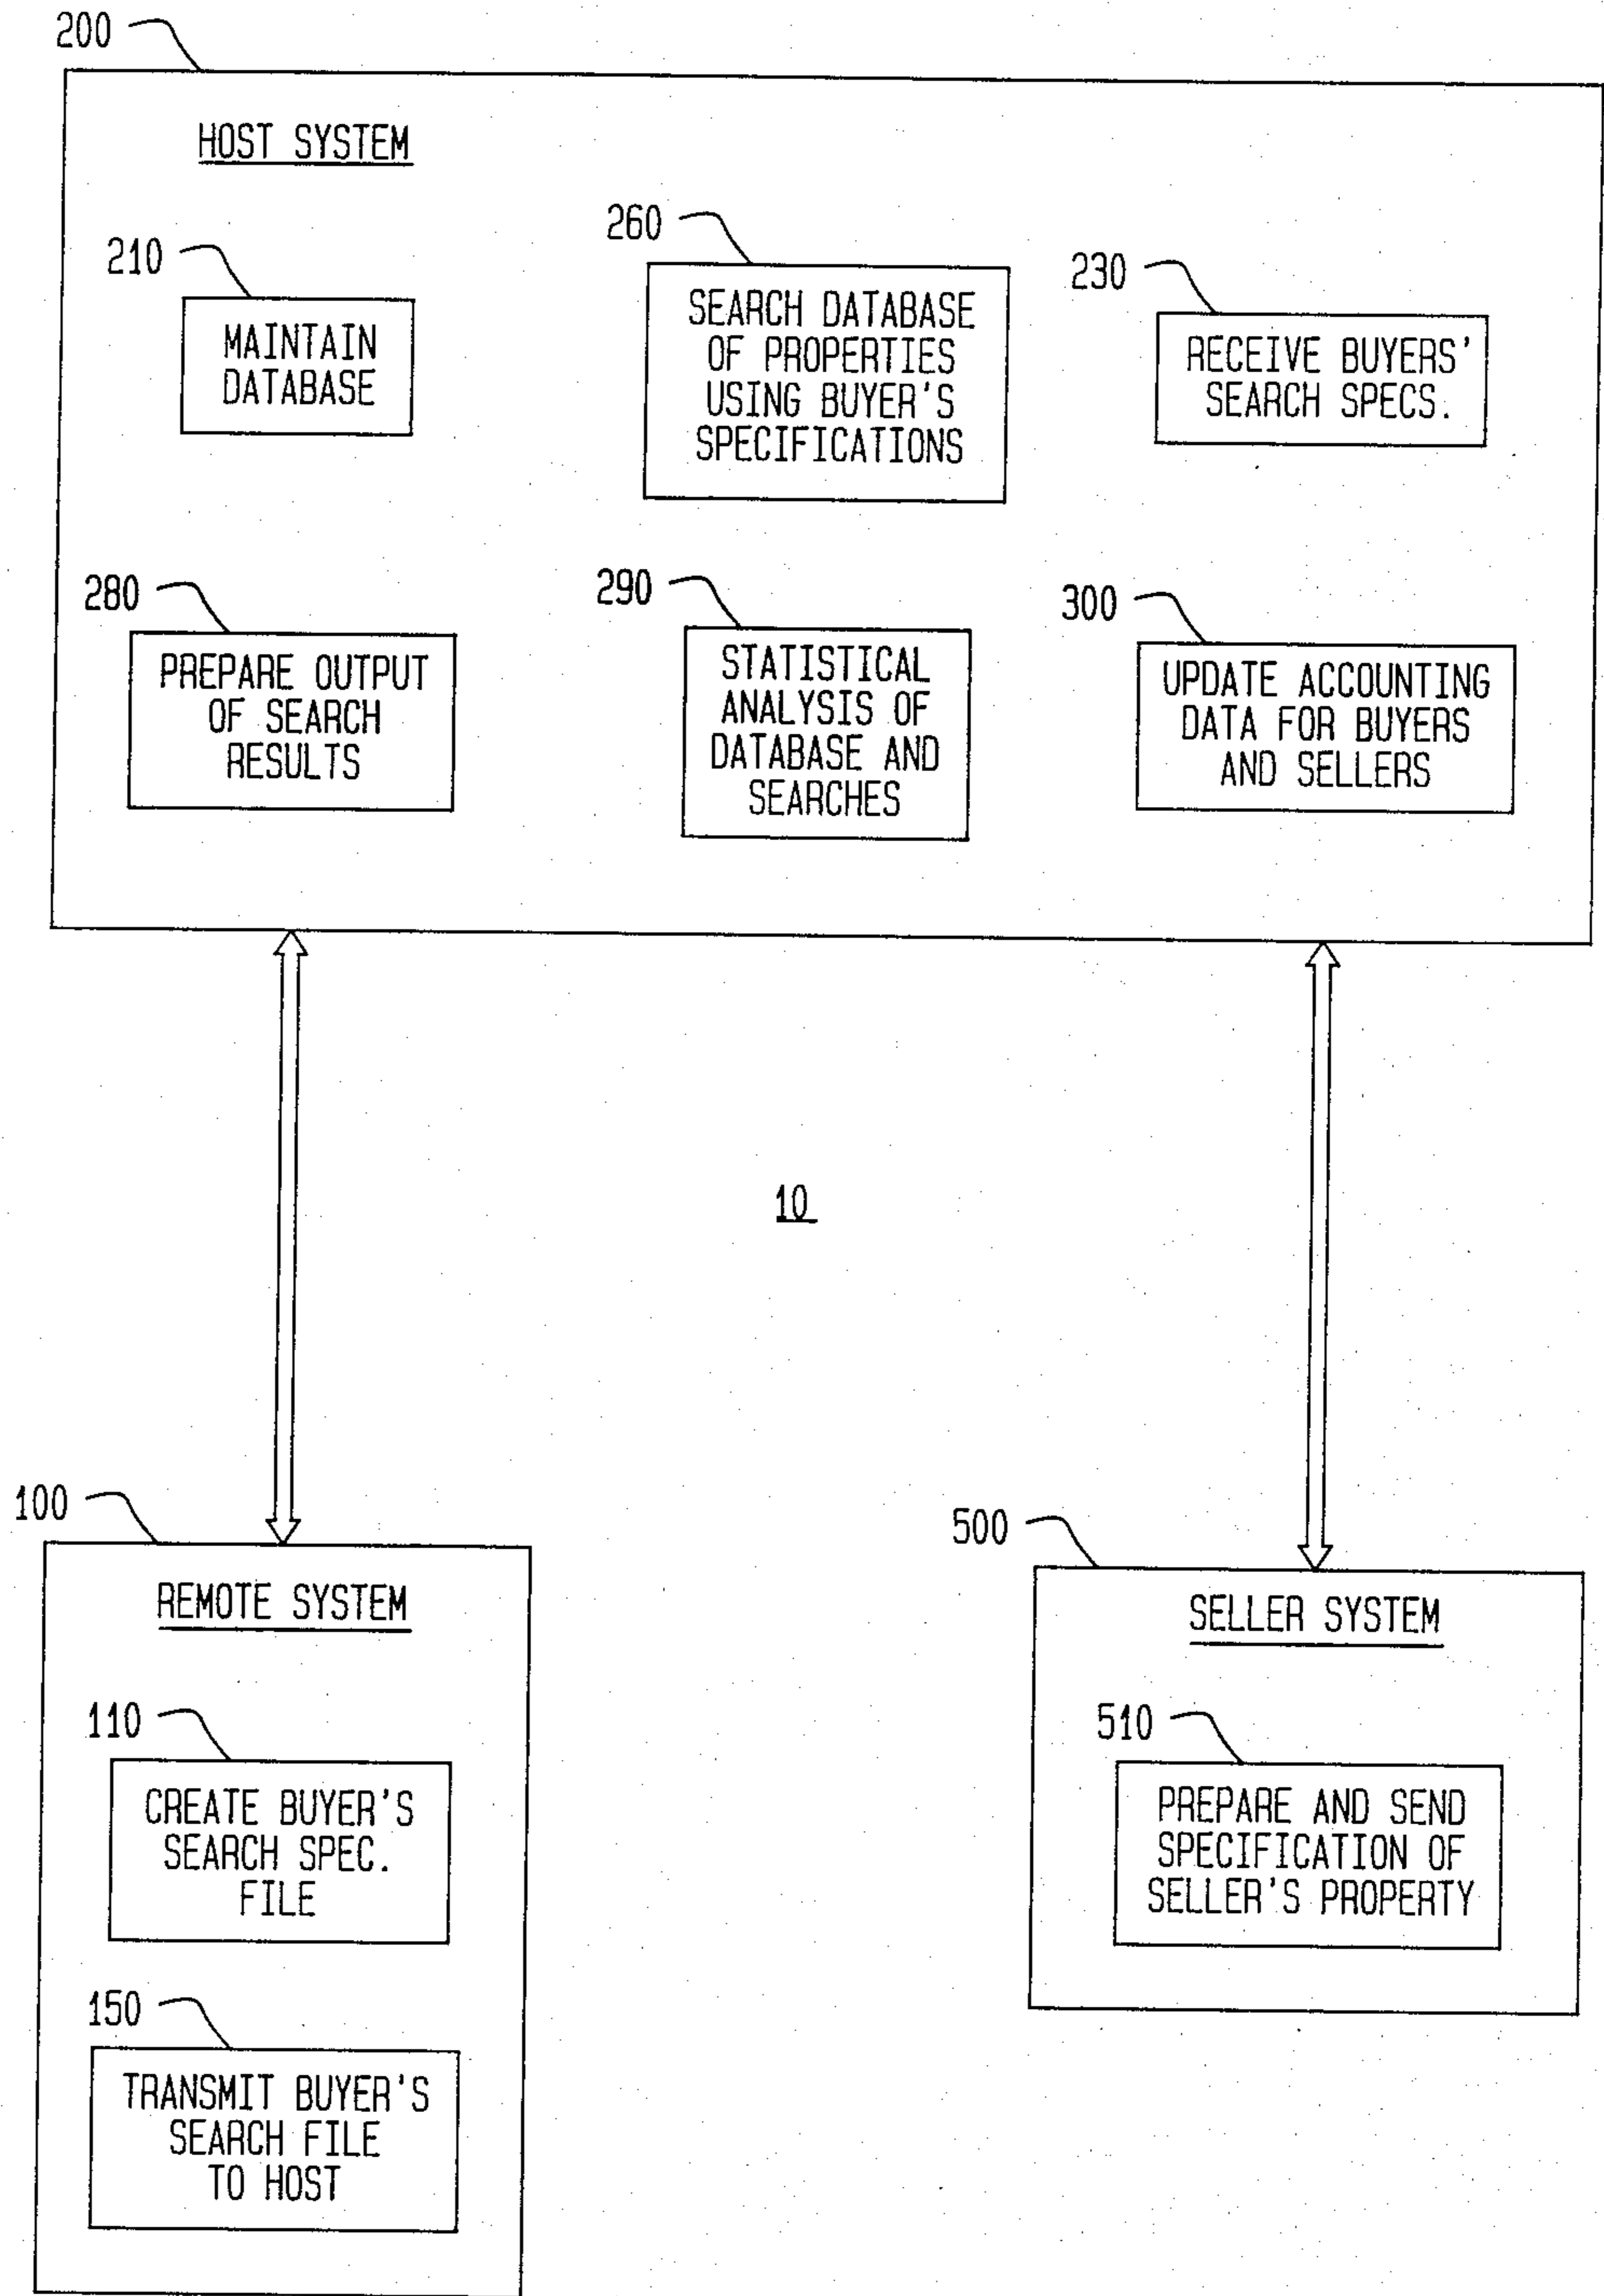 200
HOST SYSTEM
210
MAINTAIN
DATABASE
260
SEARCH DATABASE
OF PROPERTIES
USING BUYER'S
SPECIFICATIONS
230
RECEIVE BUYERS'
SEARCH SPECS.
280
PREPARE OUTPUT
OF SEARCH
RESULTS
290
STATISTICAL
ANALYSIS OF
DATABASE AND
SEARCHES
300
UPDATE ACCOUNTING
DATA FOR BUYERS
AND SELLERS
10
100
REMOTE SYSTEM
110
CREATE BUYER'S
SEARCH SPEC.
FILE
150
TRANSMIT BUYER'S
SEARCH FILE
TO HOST
500
SELLER SYSTEM
510
PREPARE AND SEND
SPECIFICATION OF
SELLER'S PROPERTY